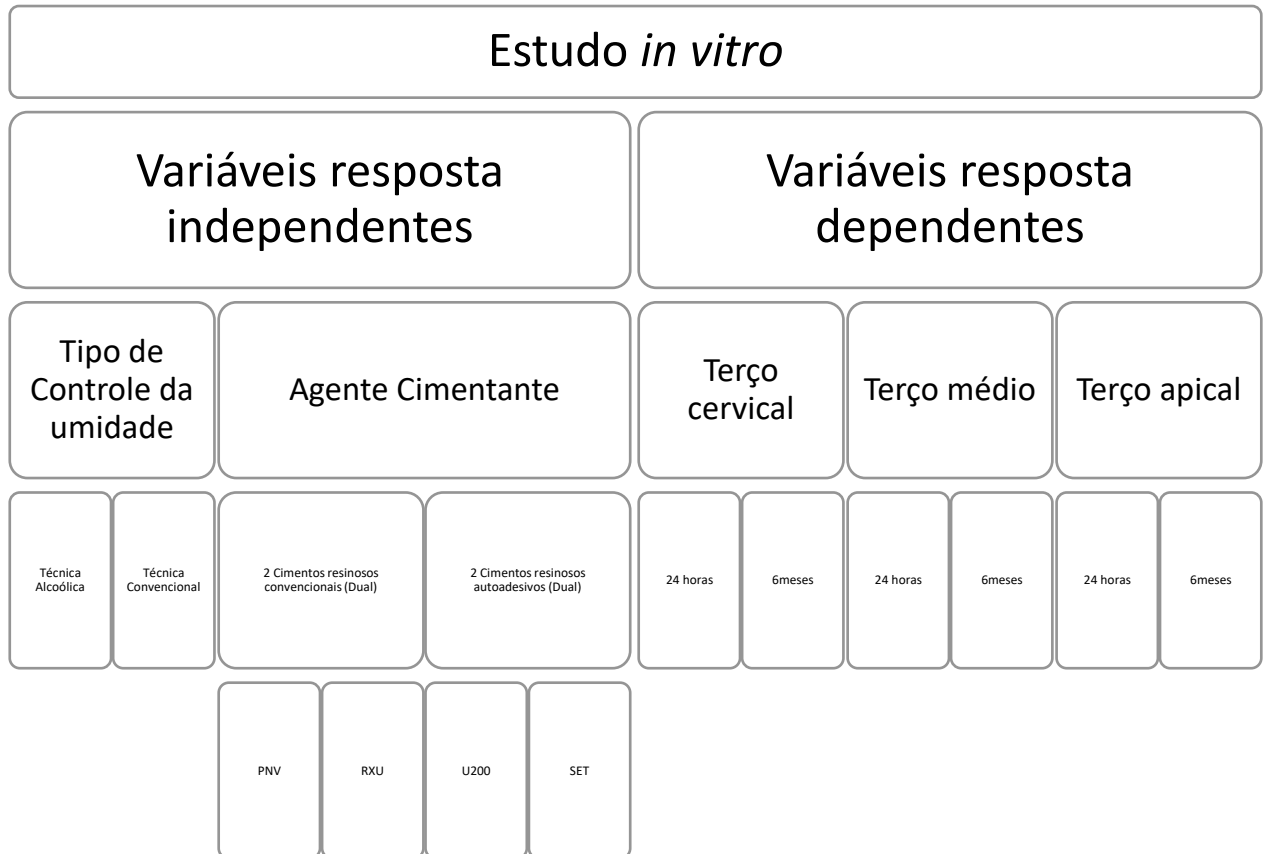 Estudo in vitro
Variáveis resposta
independentes
Variáveis resposta
dependentes
Tipo de
Controle da
umidade
Agente Cimentante
Terço
cervical
Terço médio
Terço apical
Técnica
Alcoólica
Técnica
Convencional
2 Cimentos resinosos
convencionais (Dual)
2 Cimentos resinosos
autoadesivos (Dual)
24 horas
6meses
24 horas
6meses
24 horas
6meses
PNV
RXU
U200
SET